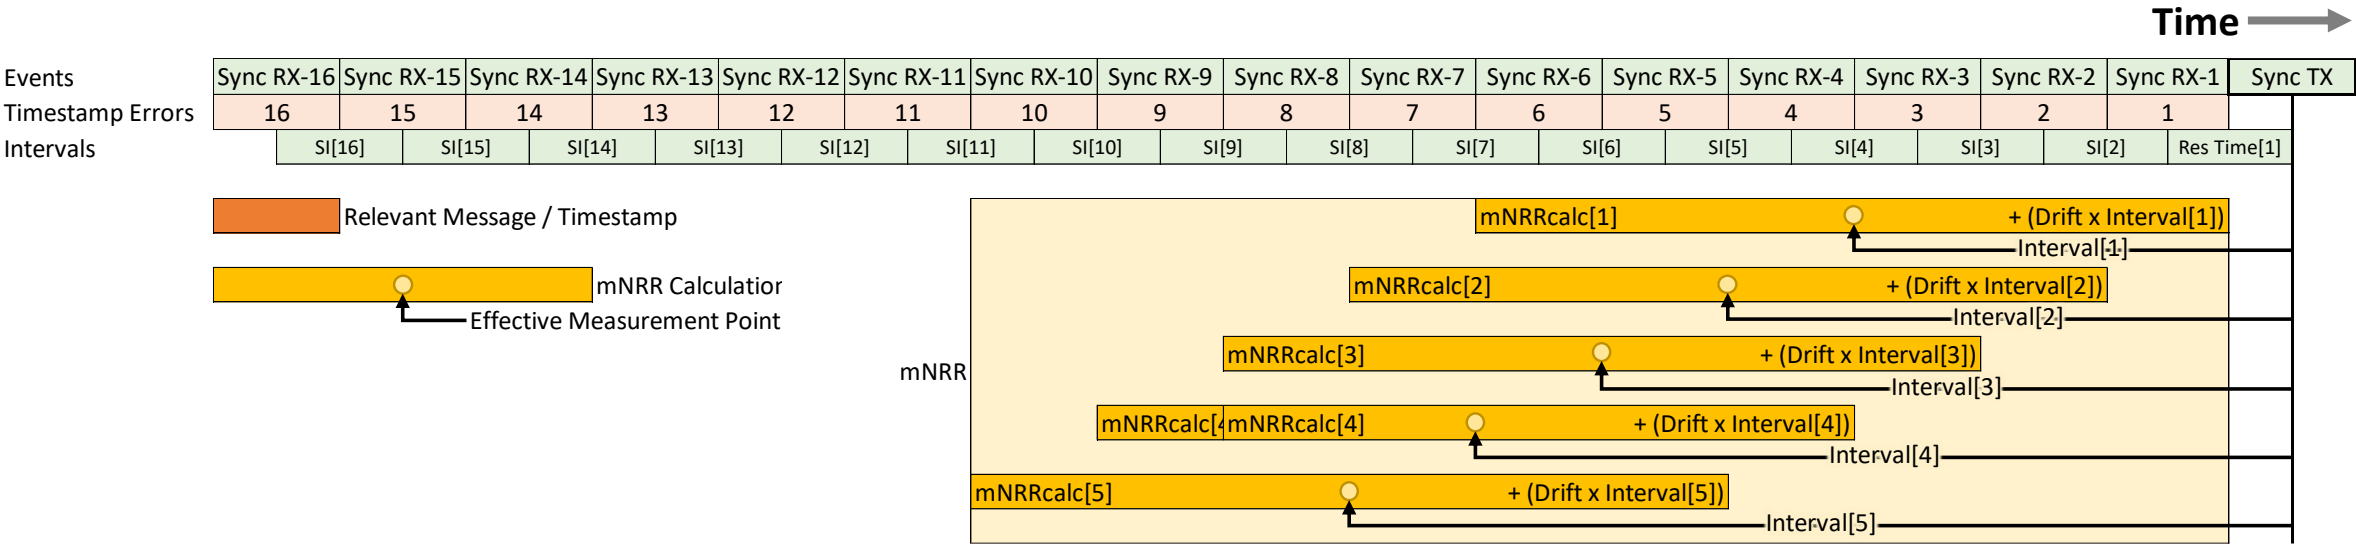 Time
Events Sync RX-16 Sync RX-15 Sync RX-14 Sync RX-13 Sync RX-12 Sync RX-11 Sync RX-10 Sync RX-9 Sync RX-8 Sync RX-7 Sync RX-6 Sync RX-5 Sync RX-4 Sync RX-3 Sync RX-2 Sync RX-1 Sync TX
Timestamp Errors 16 15 14 13 12 11 10 9 8 7 6 5 4 3 2 1
Intervals SI[16] SI[15] SI[14] SI[13] SI[12] SI[11] SI[10] SI[9] SI[8] SI[7] SI[6] SI[5] SI[4] SI[3] SI[2] Res Time[1]
Relevant Message / Timestamp
mNRRcalc[1] + (Drift x Interval[1])
Interval[1]
mNRR Calculation
mNRRcalc[2] + (Drift x Interval[2])
Effective Measurement Point
Interval[2]
mNRRcalc[3] + (Drift x Interval[3])
mNRR
Interval[3]
mNRRcalc[4 mNRRcalc[4] + (Drift x Interval[4])
Interval[4]
mNRRcalc[5] + (Drift x Interval[5])
Interval[5]